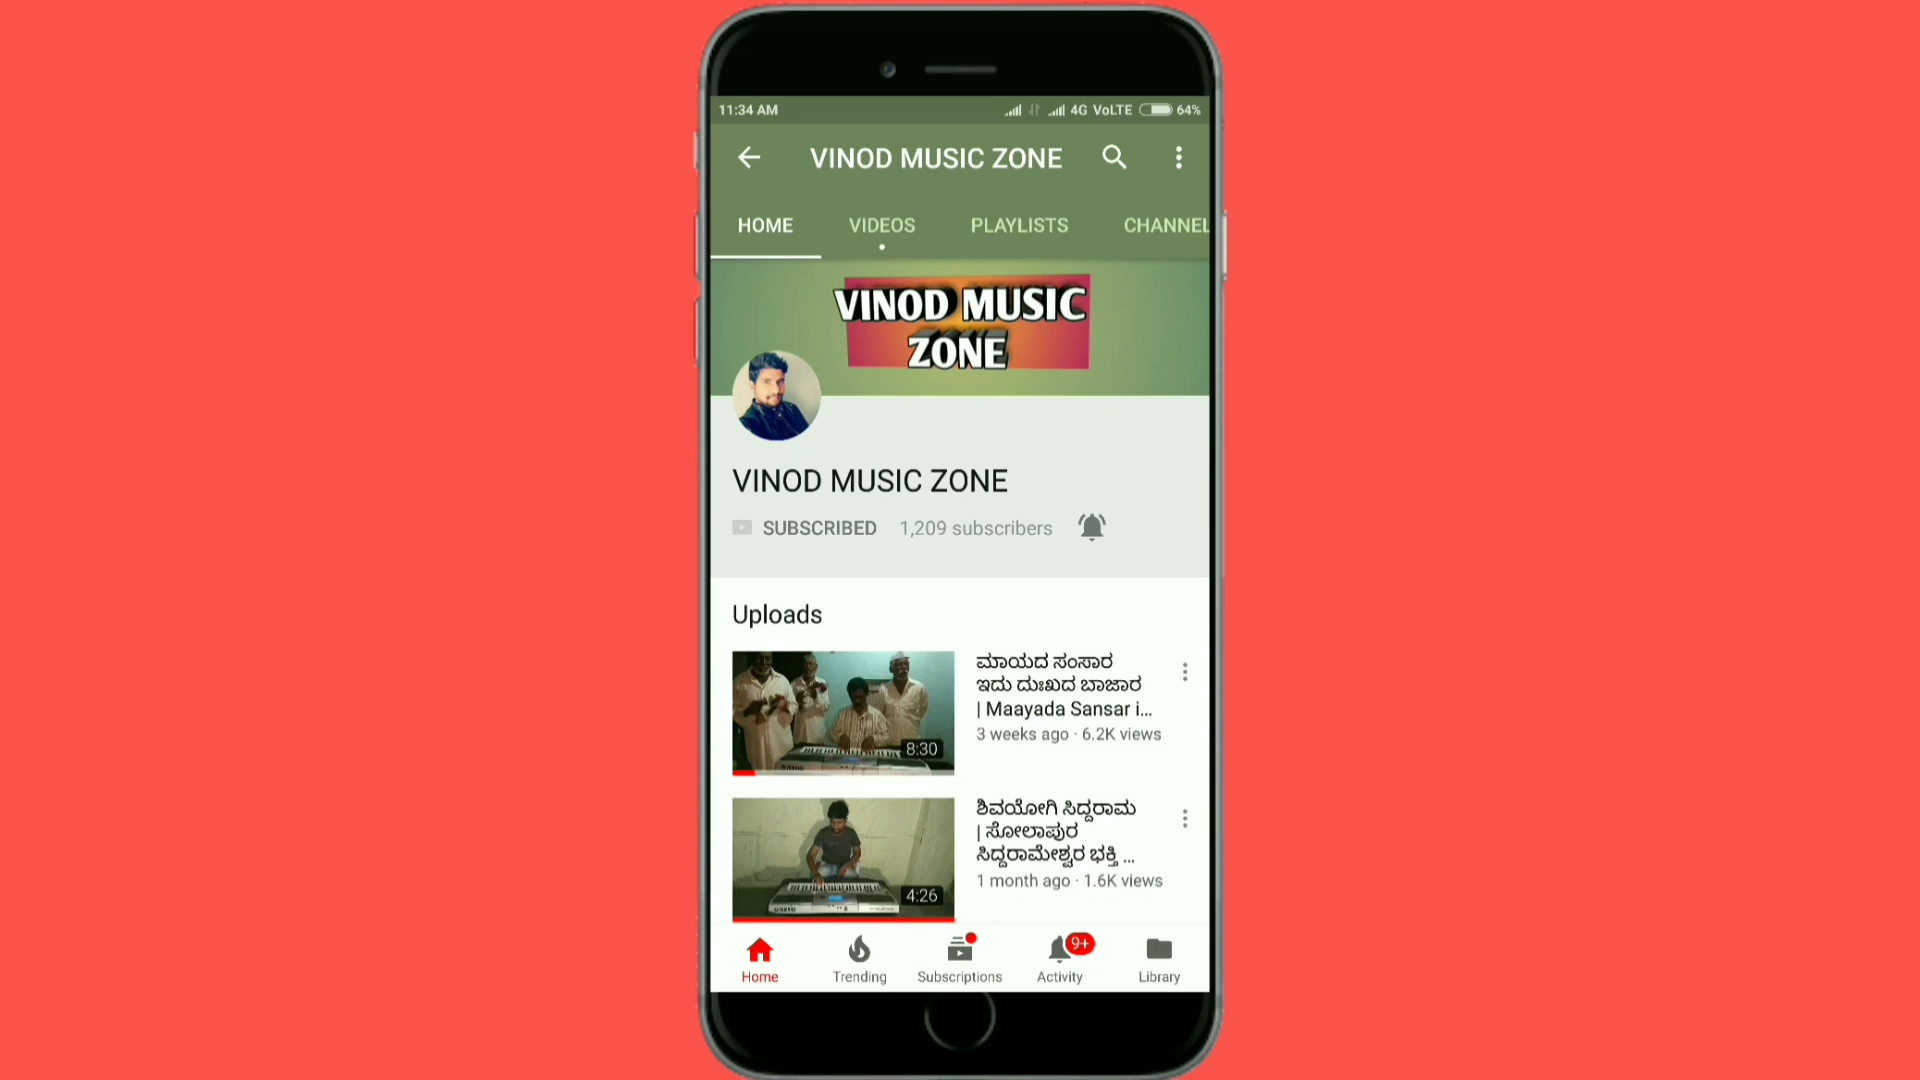 11:34 AM
4G VoLTE 64%
VINOD MUSIC ZONE
HOME VIDEOS PLAYLISTS CHANNEL
VINOD MUSIC
ZONE
VINOD MUSIC ZONE
SUBSCRIBED 1,209 subscribers
Uploads
ಮಾಯದ ಸಂಸಾರ
ಇದು ದುಃಖದ ಬಾಜಾರ
| Maayada Sansar i...
3 weeks ago · 6.2K views
8:30
ಶಿವಯೋಗಿ ಸಿದ್ದರಾಮ
| ಸೋಲಾಪುರ
ಸಿದ್ದರಾಮೇಶ್ವರ ಭಕ್ತಿ ...
1 month ago · 1.6K views
4:26
9+
Home Trending Subscriptions Activity Library